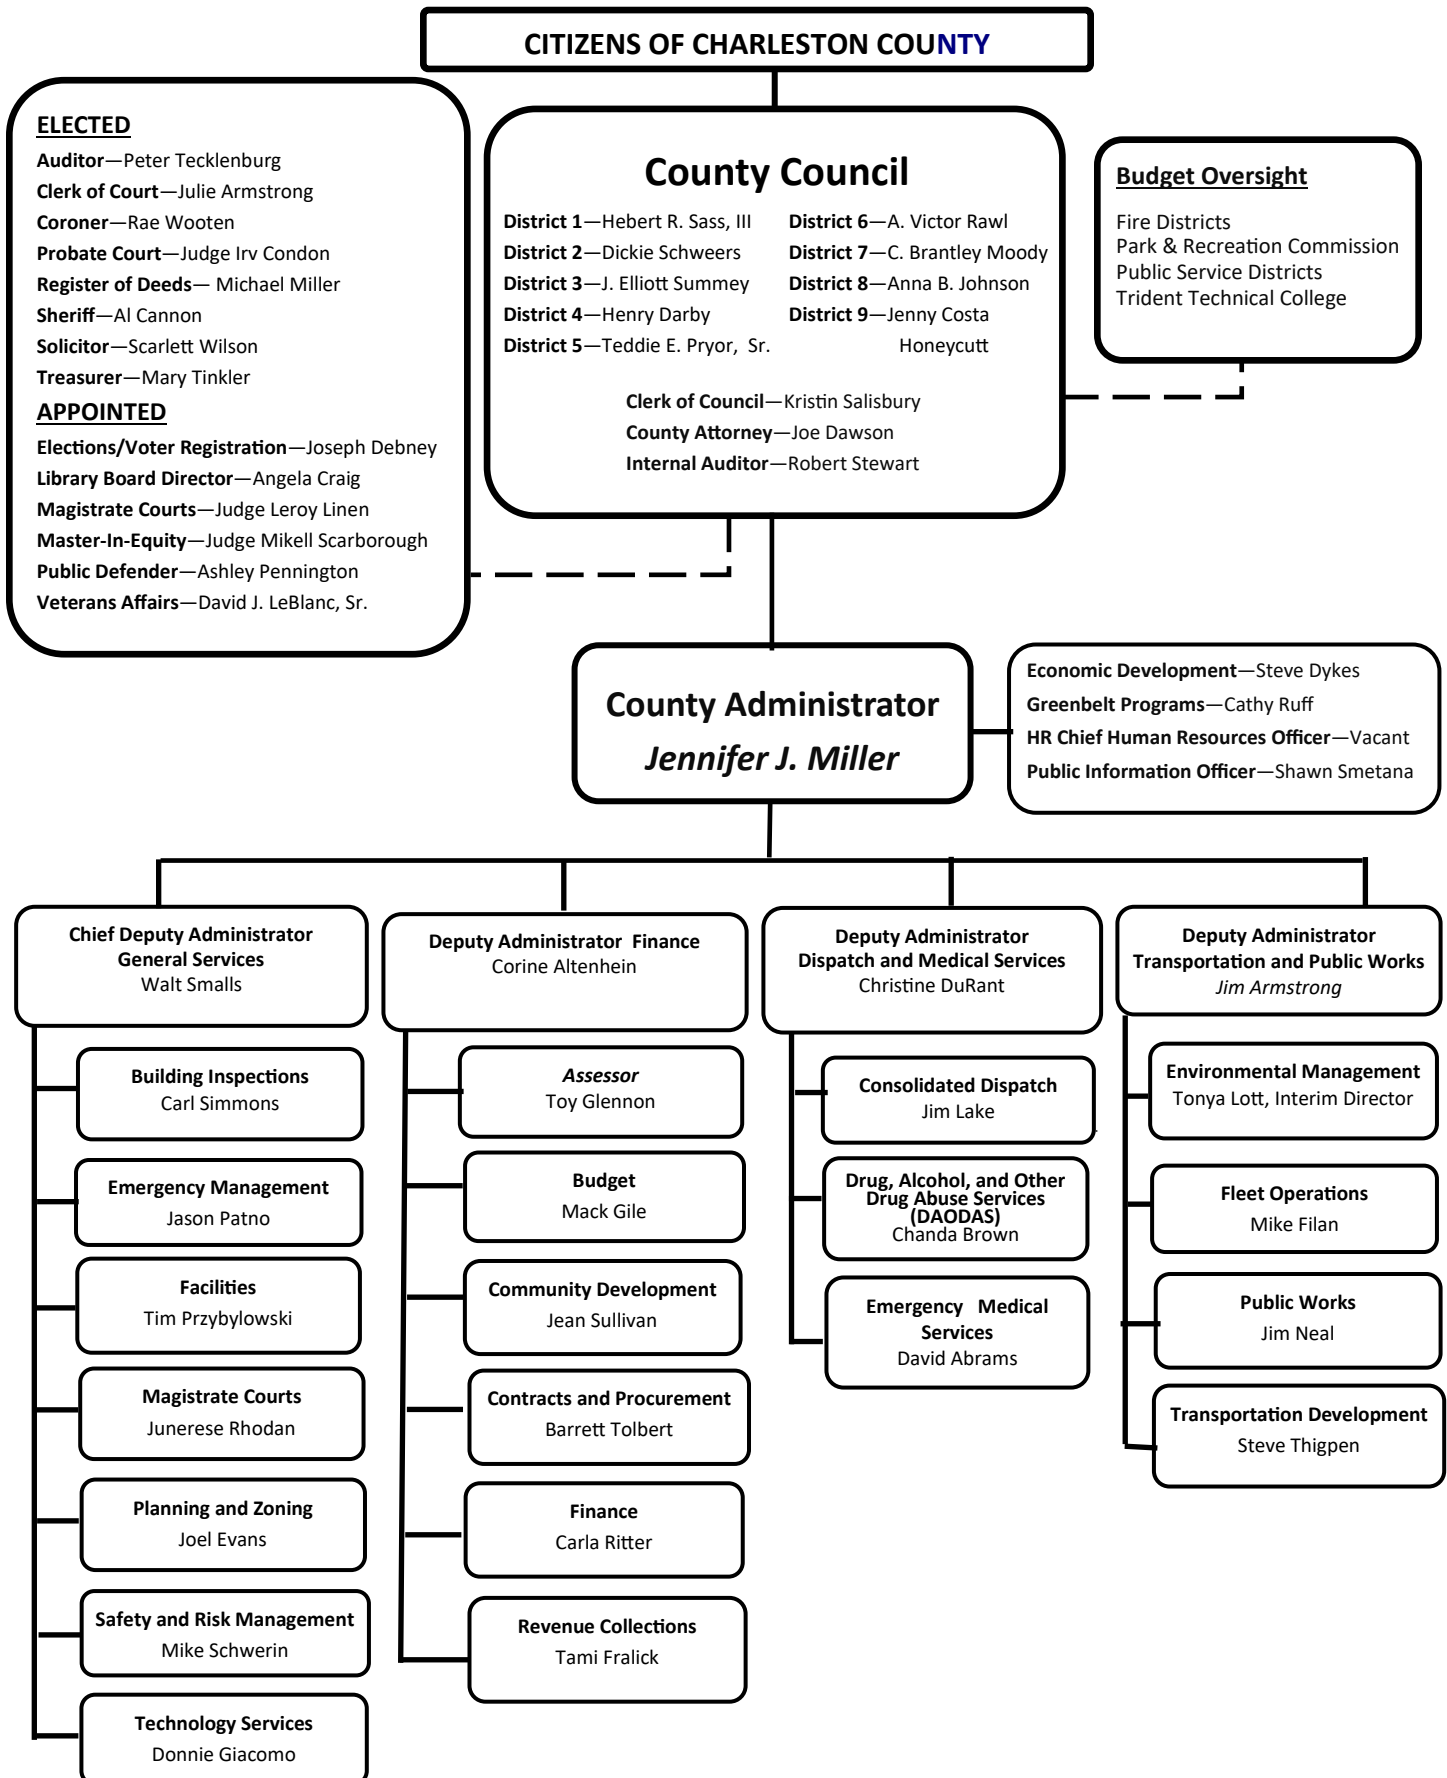 CITIZENS OF CHARLESTON COUNTY
ELECTED
Auditor—Peter Tecklenburg
Clerk of Court—Julie Armstrong
Coroner—Rae Wooten
Probate Court—Judge Irv Condon
Register of Deeds— Michael Miller
Sheriff—Al Cannon
Solicitor—Scarlett Wilson
Treasurer—Mary Tinkler
APPOINTED
Elections/Voter Registration—Joseph Debney
Library Board Director—Angela Craig
Magistrate Courts—Judge Leroy Linen
Master-In-Equity—Judge Mikell Scarborough
Public Defender—Ashley Pennington
Veterans Affairs—David J. LeBlanc, Sr.
County Council
District 1—Hebert R. Sass, III
District 2—Dickie Schweers
District 3—J. Elliott Summey
District 4—Henry Darby
District 5—Teddie E. Pryor, Sr.
District 6—A. Victor Rawl
District 7—C. Brantley Moody
District 8—Anna B. Johnson
District 9—Jenny Costa
Honeycutt
Clerk of Council—Kristin Salisbury
County Attorney—Joe Dawson
Internal Auditor—Robert Stewart
Budget Oversight
Fire Districts
Park & Recreation Commission
Public Service Districts
Trident Technical College
County Administrator
Jennifer J. Miller
Economic Development—Steve Dykes
Greenbelt Programs—Cathy Ruff
HR Chief Human Resources Officer—Vacant
Public Information Officer—Shawn Smetana
Chief Deputy Administrator
General Services
Walt Smalls
Building Inspections
Carl Simmons
Emergency Management
Jason Patno
Facilities
Tim Przybylowski
Magistrate Courts
Junerese Rhodan
Planning and Zoning
Joel Evans
Safety and Risk Management
Mike Schwerin
Technology Services
Donnie Giacomo
Deputy Administrator Finance
Corine Altenhein
Assessor
Toy Glennon
Budget
Mack Gile
Community Development
Jean Sullivan
Contracts and Procurement
Barrett Tolbert
Finance
Carla Ritter
Revenue Collections
Tami Fralick
Deputy Administrator
Dispatch and Medical Services
Christine DuRant
Consolidated Dispatch
Jim Lake
Drug, Alcohol, and Other
Drug Abuse Services
(DAODAS)
Chanda Brown
Emergency Medical
Services
David Abrams
Deputy Administrator
Transportation and Public Works
Jim Armstrong
Environmental Management
Tonya Lott, Interim Director
Fleet Operations
Mike Filan
Public Works
Jim Neal
Transportation Development
Steve Thigpen